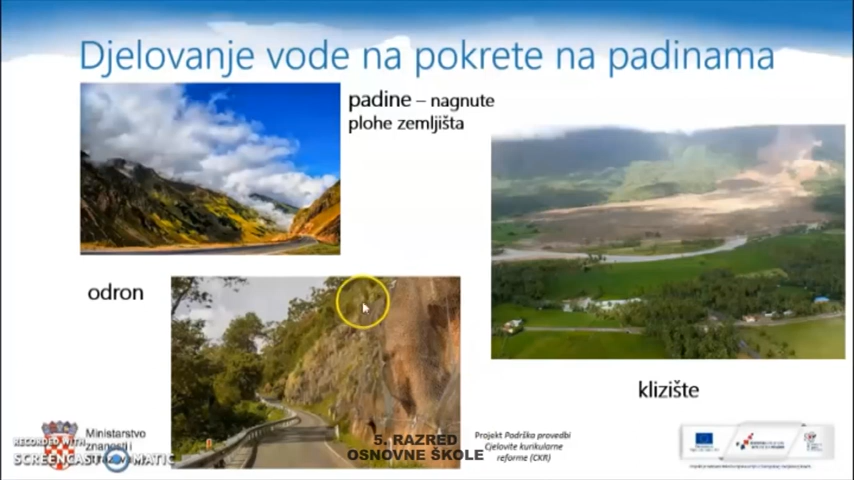 Djelovanje vode na pokrete na padinama
padine – nagnute
plohe zemljišta
odron
klizište
RECORDED WITH
SCREENCAST MATIC
Ministarstvo
znanosti i
5. RAZRED
OSNOVNE ŠKOLE
Projekt Podrška provedbi
Cjelovite kurikularne
reforme (CKR)